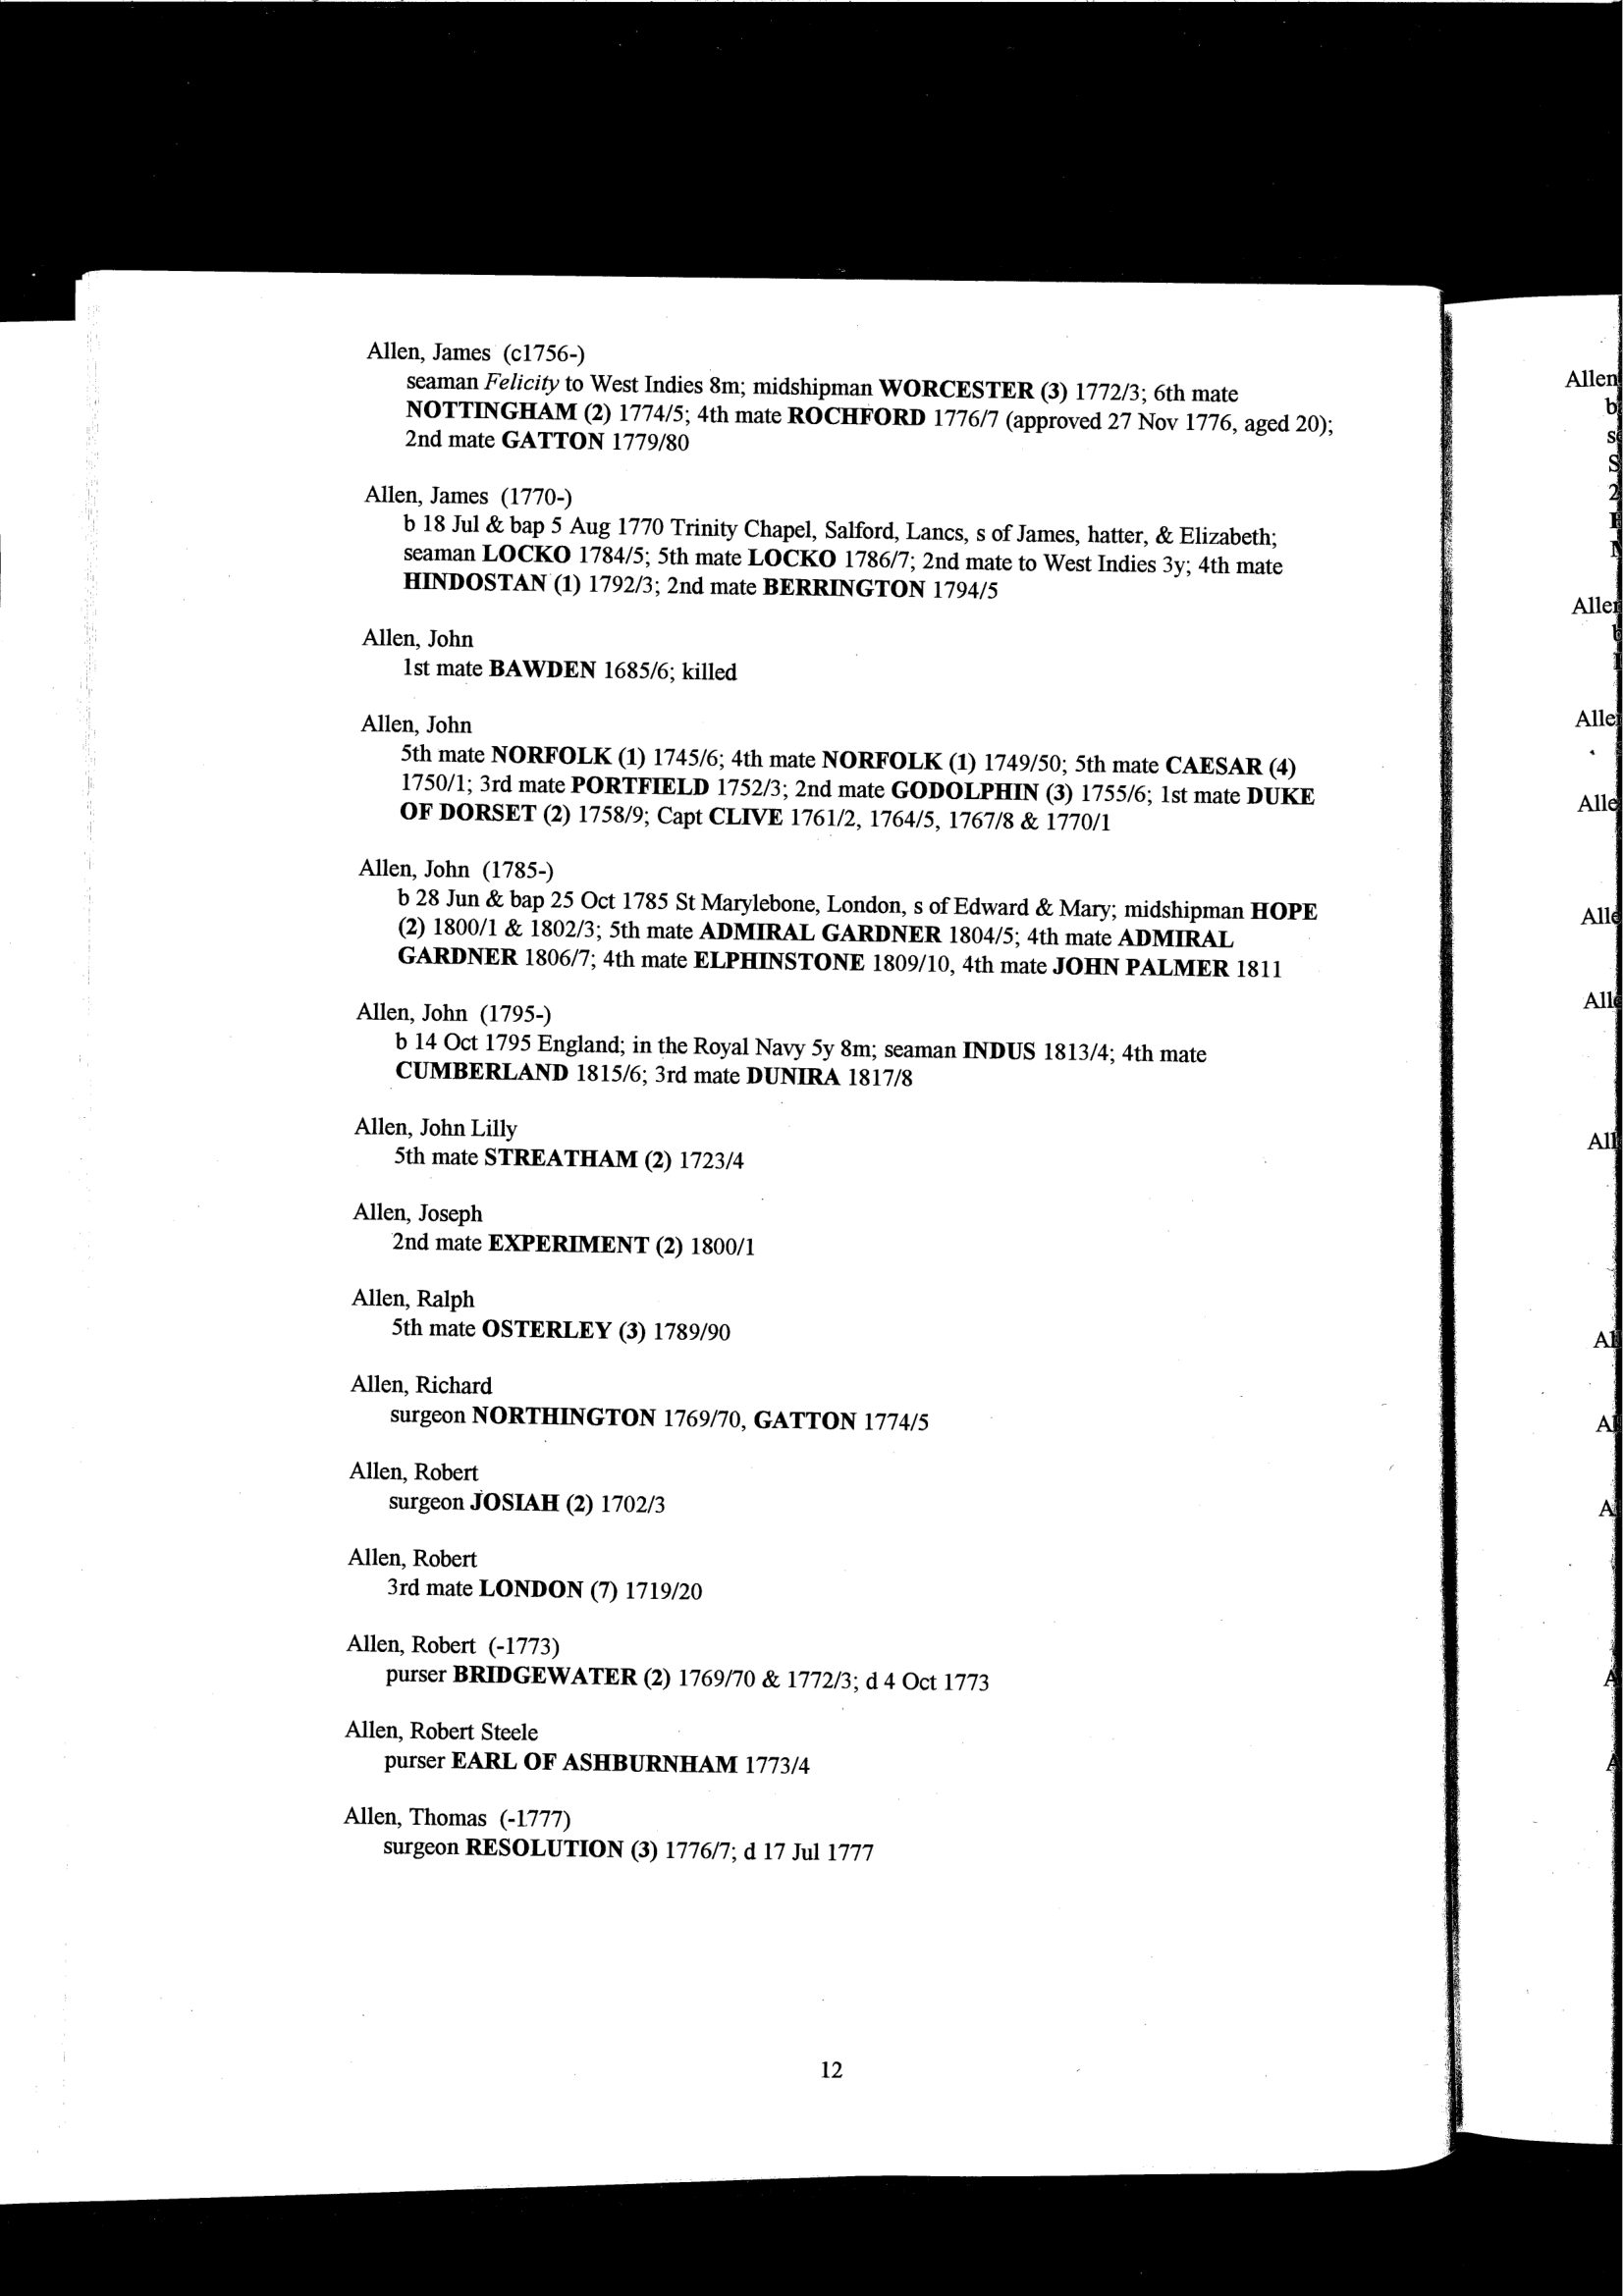 Allen, James (c1756-)
seaman Felicity to West Indies 8m; midshipman WORCESTER (3) 1772/3; 6th mate
NOTTINGHAM (2) 1774/5; 4th mate ROCHFORD 1776/7 (approved 27 Nov 1776, aged 20);
2nd mate GATTON 1779/80
Allen, James (1770-)
b 18 Jul & bap 5 Aug 1770 Trinity Chapel, Salford, Lancs, s of James, hatter, & Elizabeth;
seaman LOCKO 1784/5; 5th mate LOCKO 1786/7; 2nd mate to West Indies 3y; 4th mate
HINDOSTAN (1) 1792/3; 2nd mate BERRINGTON 1794/5
Allen, John
1st mate BAWDEN 1685/6; killed
Allen, John
5th mate NORFOLK (1) 1745/6; 4th mate NORFOLK (1) 1749/50; 5th mate CAESAR (4)
1750/1; 3rd mate PORTFIELD 1752/3; 2nd mate GODOLPHIN (3) 1755/6; 1st mate DUKE
OF DORSET (2) 1758/9; Capt CLIVE 1761/2, 1764/5, 1767/8 & 1770/1
Allen, John (1785-)
b 28 Jun & bap 25 Oct 1785 St Marylebone, London, s of Edward & Mary; midshipman HOPE
(2) 1800/1 & 1802/3; 5th mate ADMIRAL GARDNER 1804/5; 4th mate ADMIRAL
GARDNER 1806/7; 4th mate ELPHINSTONE 1809/10, 4th mate JOHN PALMER 1811
Allen, John (1795-)
b 14 Oct 1795 England; in the Royal Navy 5y 8m; seaman INDUS 1813/4; 4th mate
CUMBERLAND 1815/6; 3rd mate DUNIRA 1817/8
Allen, John Lilly
5th mate STREATHAM (2) 1723/4
Allen, Joseph
2nd mate EXPERIMENT (2) 1800/1
Allen, Ralph
5th mate OSTERLEY (3) 1789/90
Allen, Richard
surgeon NORTHINGTON 1769/70, GATTON 1774/5
Allen, Robert
surgeon JOSIAH (2) 1702/3
Allen, Robert
3rd mate LONDON (7) 1719/20
Allen, Robert (-1773)
purser BRIDGEWATER (2) 1769/70 & 1772/3; d 4 Oct 1773
Allen, Robert Steele
purser EARL OF ASHBURNHAM 1773/4
Allen, Thomas (-1777)
surgeon RESOLUTION (3) 1776/7; d 17 Jul 1777
12
Allen